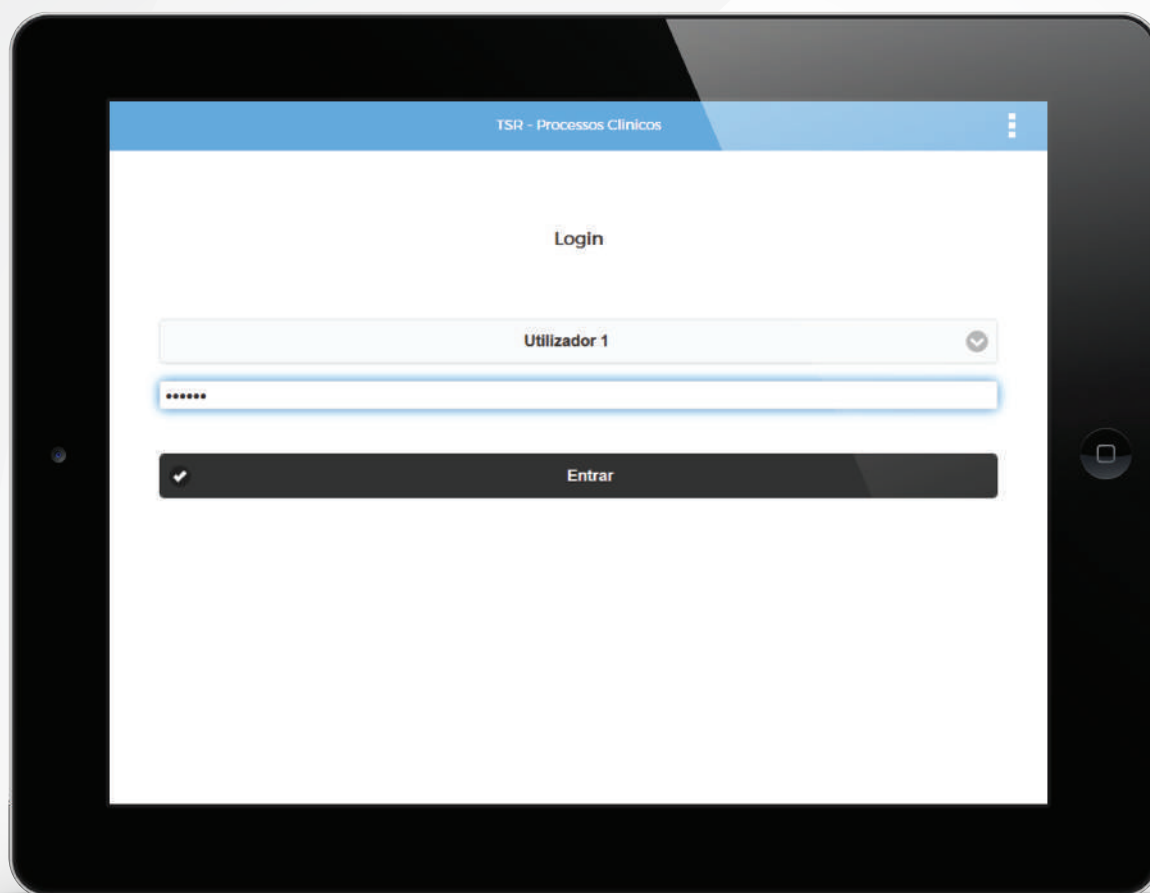 TSR - Processos Clínicos
Login
Utilizador 1
••••••
Entrar